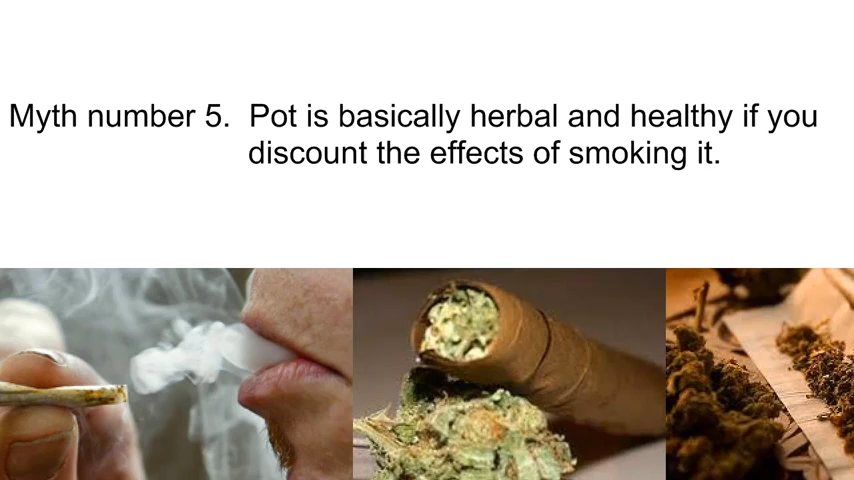 Myth number 5.  Pot is basically herbal and healthy if you
discount the effects of smoking it.